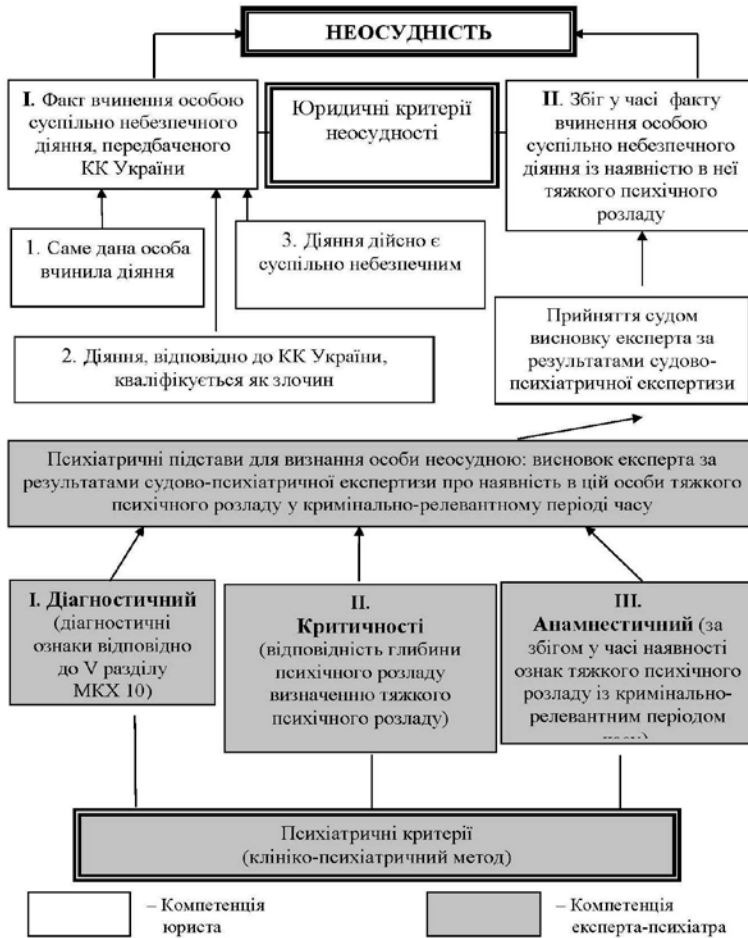 НЕОСУДНІСТЬ
I. Факт вчинення особою
суспільно небезпечного
діяння, передбаченого
КК України
Юридичні критерії
неосудності
II. Збіг у часі факту
вчинення особою
суспільно небезпечного
діяння із наявністю в неї
тяжкого психічного
розладу
1. Саме дана особа
вчинила діяння
3. Діяння дійсно є
суспільно небезпечним
2. Діяння, відповідно до КК України,
кваліфікується як злочин
Прийняття судом
висновку експерта за
результатами судово-
психіатричної експертизи
Психіатричні підстави для визнання особи неосудною: висновок експерта за
результатами судово-психіатричної експертизи про наявність в цій особи тяжкого
психічного розладу у кримінально-релевантному періоді часу
I. Діагностичний
(діагностичні
ознаки відповідно
до V розділу
МКХ 10)
II.
Критичності
(відповідність глибини
психічного розладу
визначенню тяжкого
психічного розладу)
III.
Анамнестичний (за
збігом у часі наявності
ознак тяжкого психічного
розладу із кримінально-
релевантним періодом
часу)
Психіатричні критерії
(клініко-психіатричний метод)
– Компетенція
юриста
– Компетенція
експерта-психіатра